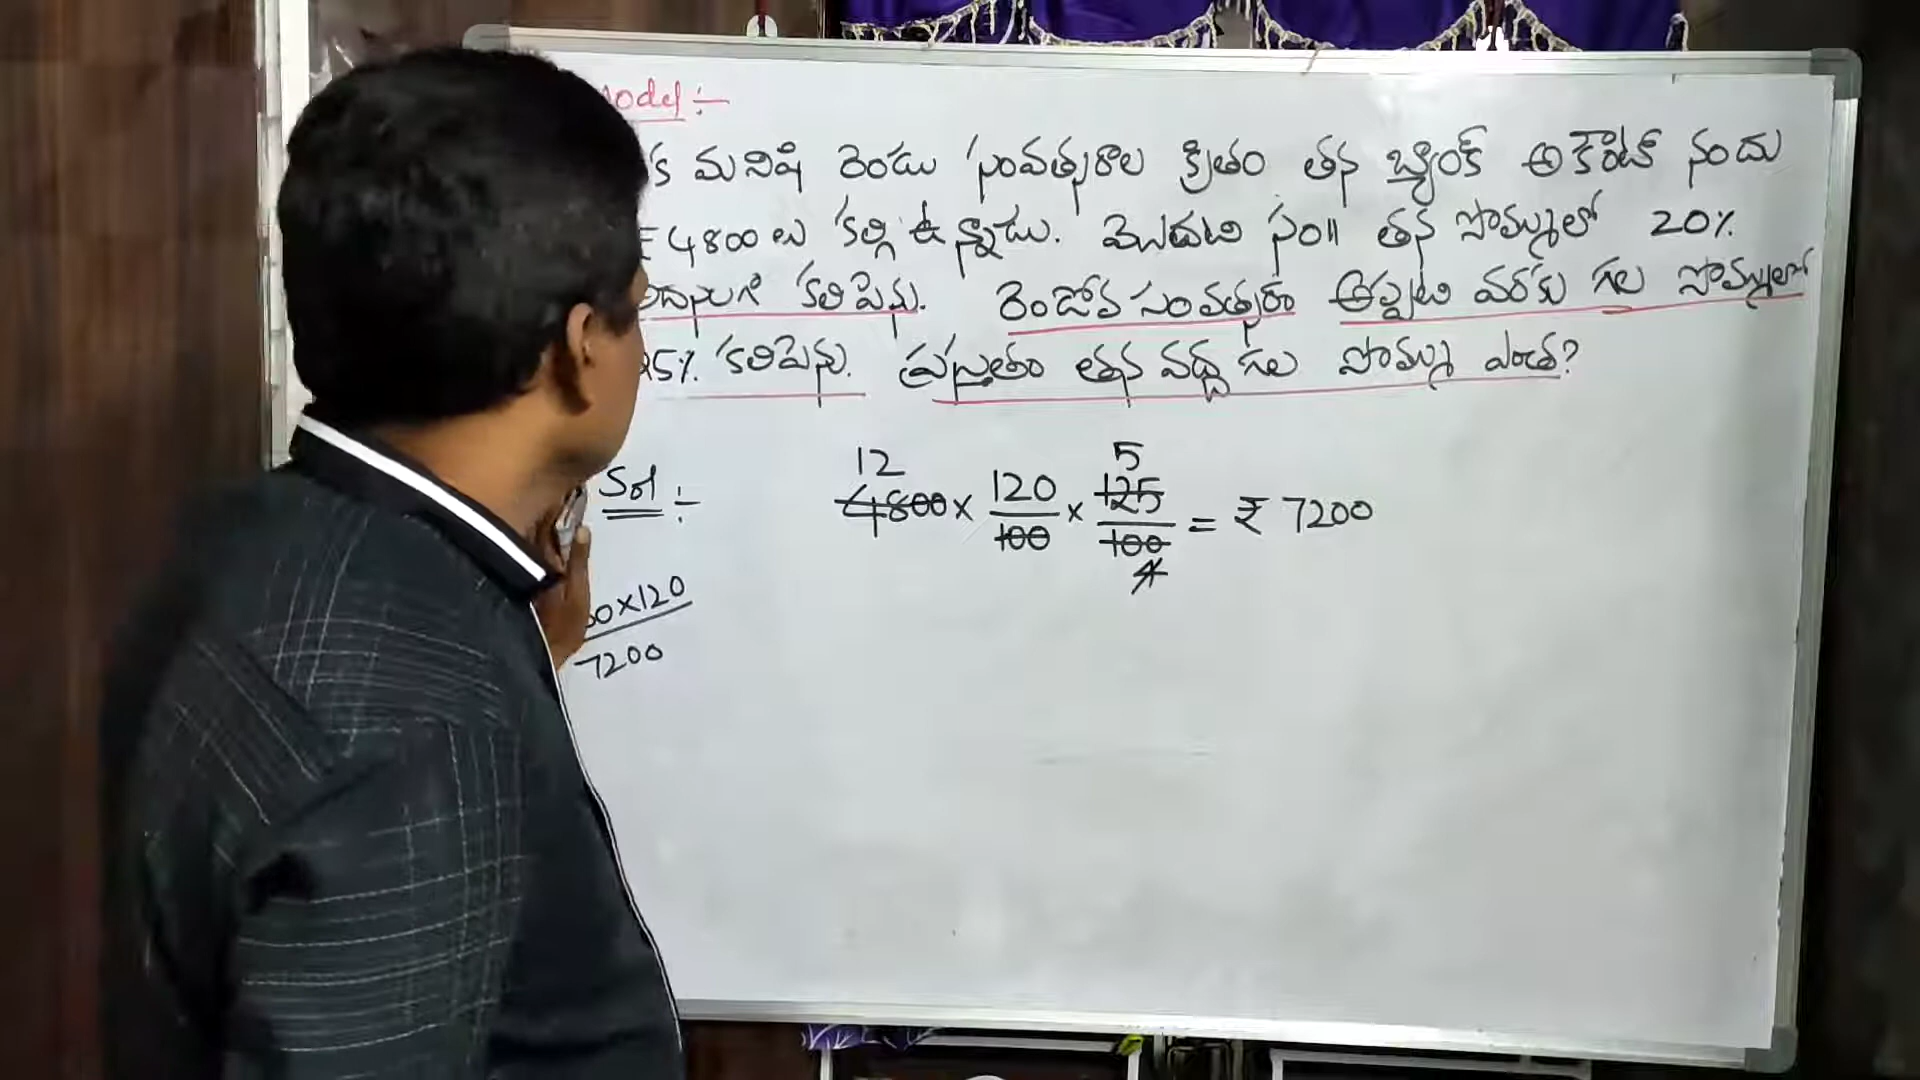 Model :-
క మనిషి రెండు సంవత్సరాల క్రితం తన బ్యాంక్ అకౌంట్ నందు
₹ 4800 లు కల్గి ఉన్నాడు. మొదటి సం॥ తన సొమ్ములో 20%
కలిపెను. రెండోవ సంవత్సరం అప్పటి వరకు గల సొమ్ములో
25% కలిపెను. ప్రస్తుతం తన వద్ద గల సొమ్ము ఎంత?
Sol :-
12 5
4800 × 120/100 × 125/100 = ₹ 7200
4
0×120
7200